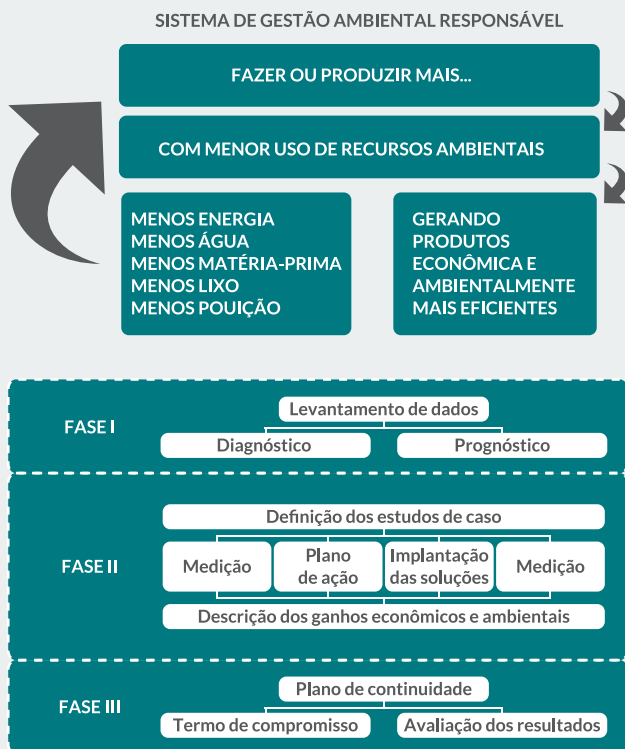 SISTEMA DE GESTÃO AMBIENTAL RESPONSÁVEL
FAZER OU PRODUZIR MAIS...
COM MENOR USO DE RECURSOS AMBIENTAIS
MENOS ENERGIA
MENOS ÁGUA
MENOS MATÉRIA-PRIMA
MENOS LIXO
MENOS POUIÇÃO
GERANDO
PRODUTOS
ECONÔMICA E
AMBIENTALMENTE
MAIS EFICIENTES
FASE I
Levantamento de dados
Diagnóstico
Prognóstico
FASE II
Definição dos estudos de caso
Medição
Plano
de ação
Implantação
das soluções
Medição
Descrição dos ganhos econômicos e ambientais
FASE III
Plano de continuidade
Termo de compromisso
Avaliação dos resultados